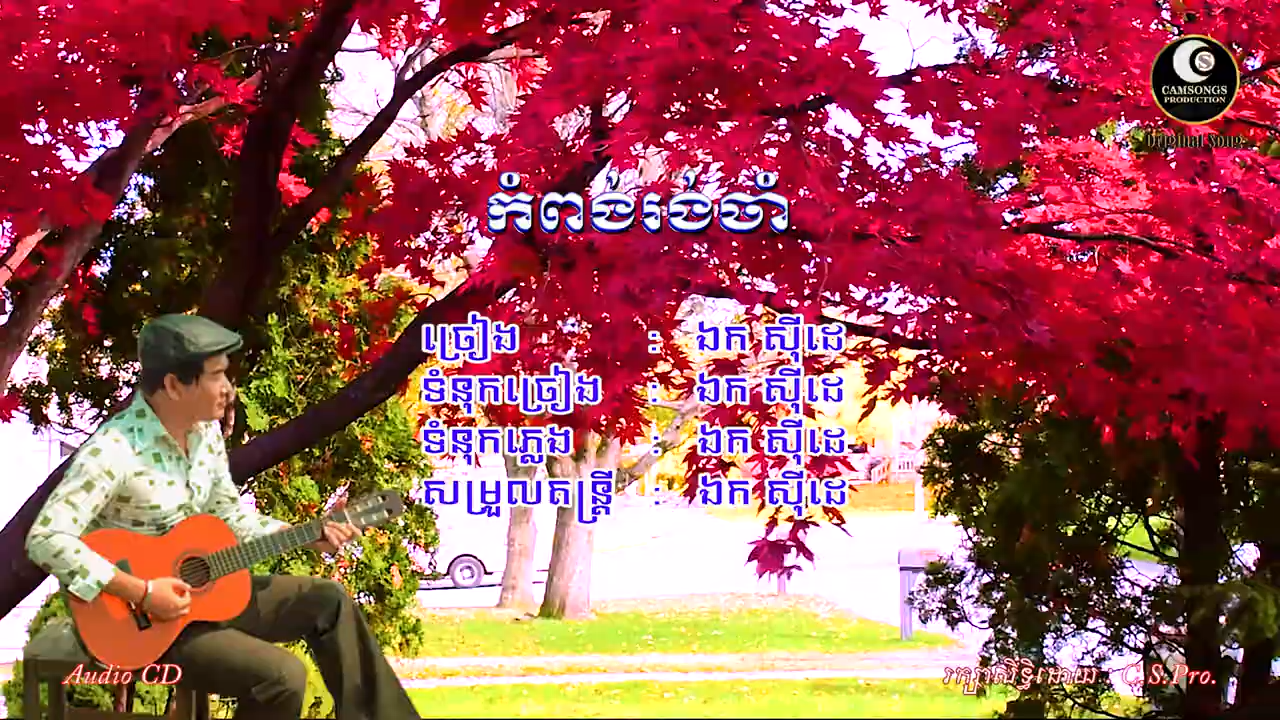 CS
CAMSONGS
PRODUCTION
Original Song
កំពង់រង់ចាំ
ច្រៀង : ឯក ស៊ីដេ
ទំនុកច្រៀង : ឯក ស៊ីដេ
ទំនុកភ្លេង : ឯក ស៊ីដេ
សម្រួលតន្ត្រី : ឯក ស៊ីដេ
Audio CD
រក្សាសិទ្ធិដោយ : C.S.Pro.